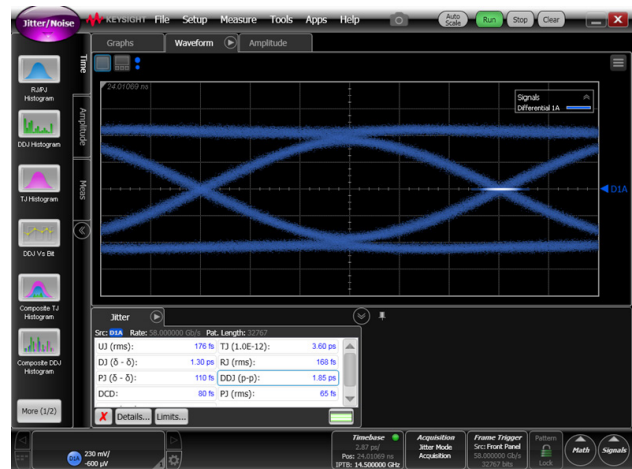 Jitter/Noise
KEYSIGHT File Setup Measure Tools Apps Help Auto Scale Run Stop Clear
Graphs Waveform Amplitude
Time
Amplitude
Meas
RJ/PJ
Histogram
DDJ Histogram
TJ Histogram
DDJ Vs Bit
Composite TJ
Histogram
Composite DDJ
Histogram
More (1/2)
24.01069 ns
Signals
Differential 1A
D1A
Jitter
Src: D1A Rate: 58.000000 Gb/s Pat. Length: 32767
UJ (rms): 176 fs TJ (1.0E-12): 3.60 ps
DJ (δ - δ): 1.30 ps RJ (rms): 168 fs
PJ (δ - δ): 110 fs DDJ (p-p): 1.85 ps
DCD: 80 fs PJ (rms): 65 fs
Details... Limits...
D1A
230 mV/
-600 µV
Timebase
2.87 ps/
Pos: 24.01069 ns
IPTB: 14.500000 GHz
Acquisition
Jitter Mode
Acquisition
Frame Trigger
Src: Front Panel
58.000000 Gb/s
32767 bits
Pattern
Lock
Math
Signals